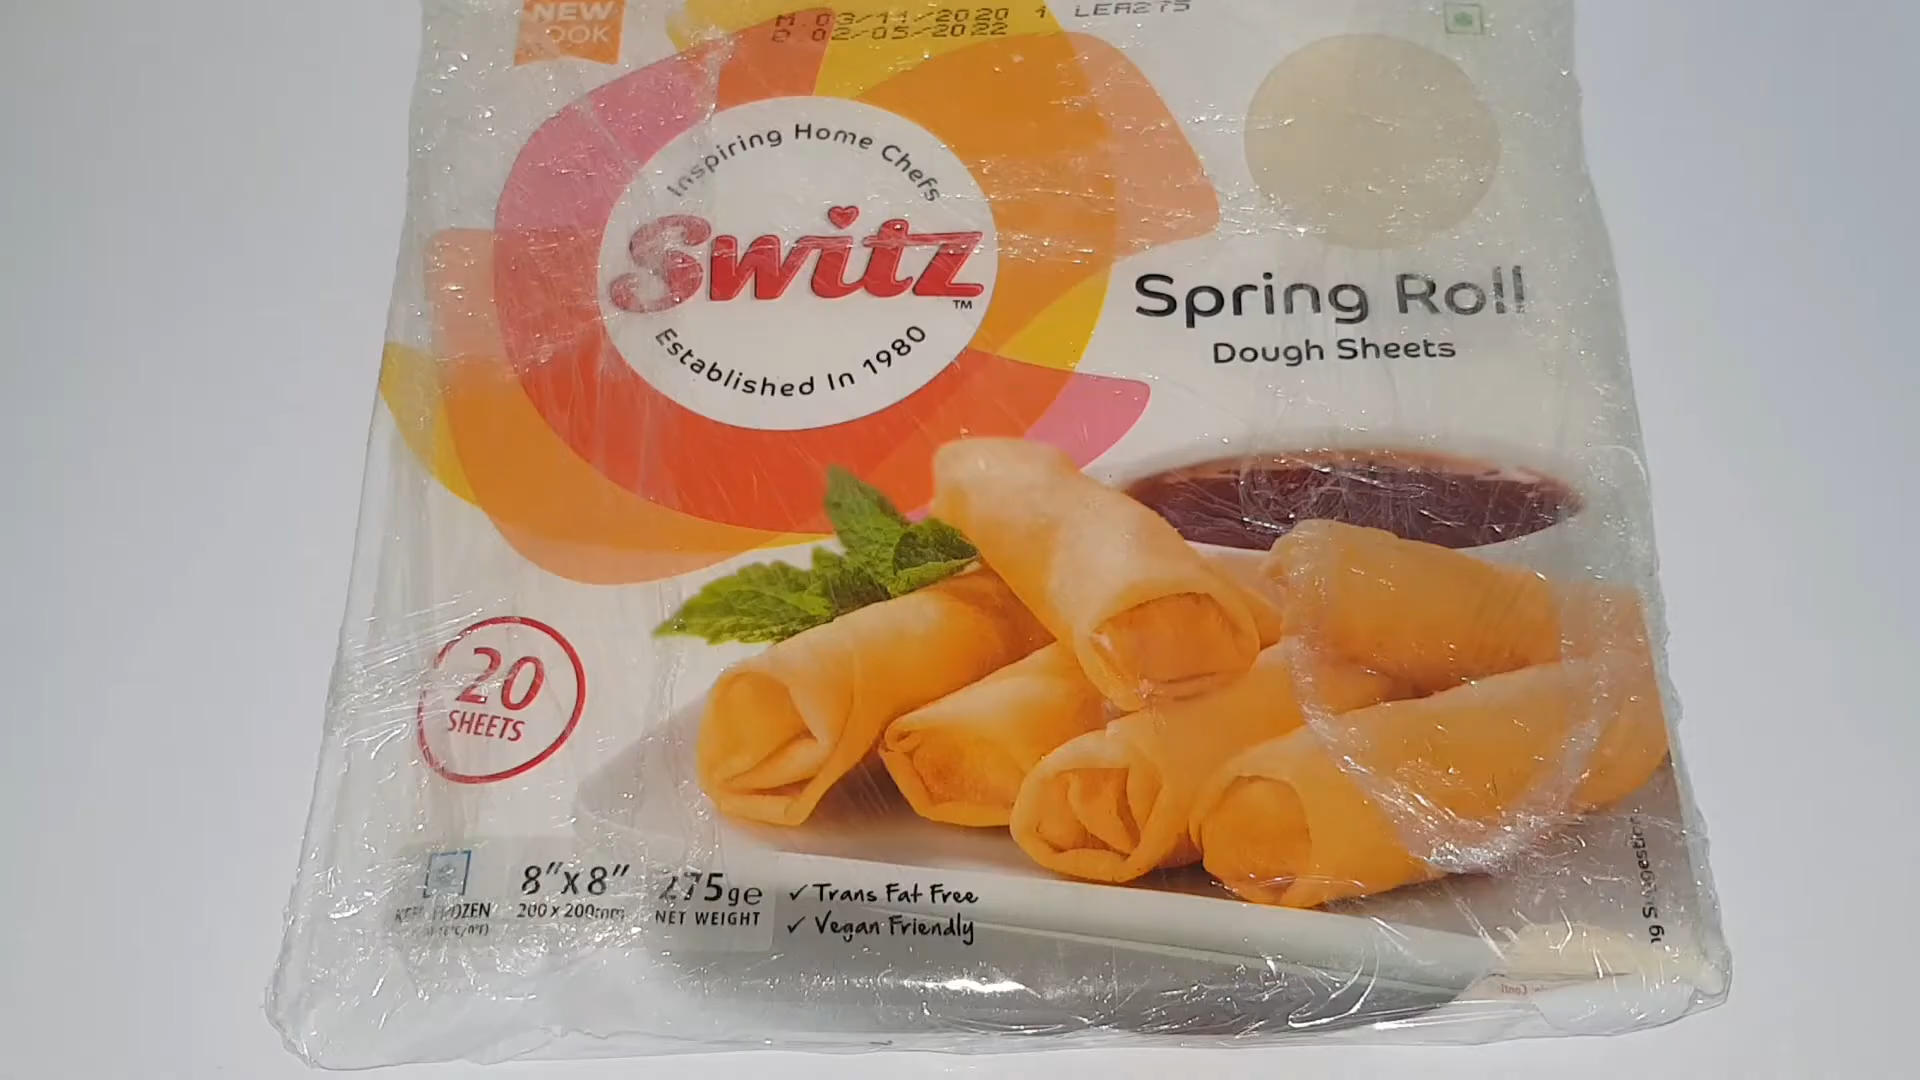 NEW
M 03/11/2020 1 LEA275
02/05/2022
Inspiring Home Chefs
Switz
TM
Established In 1980
Spring Roll
Dough Sheets
20
SHEETS
8"x8"
200 x 200mm
KEEP FROZEN
275ge
NET WEIGHT
✓ Trans Fat Free
✓ Vegan Friendly